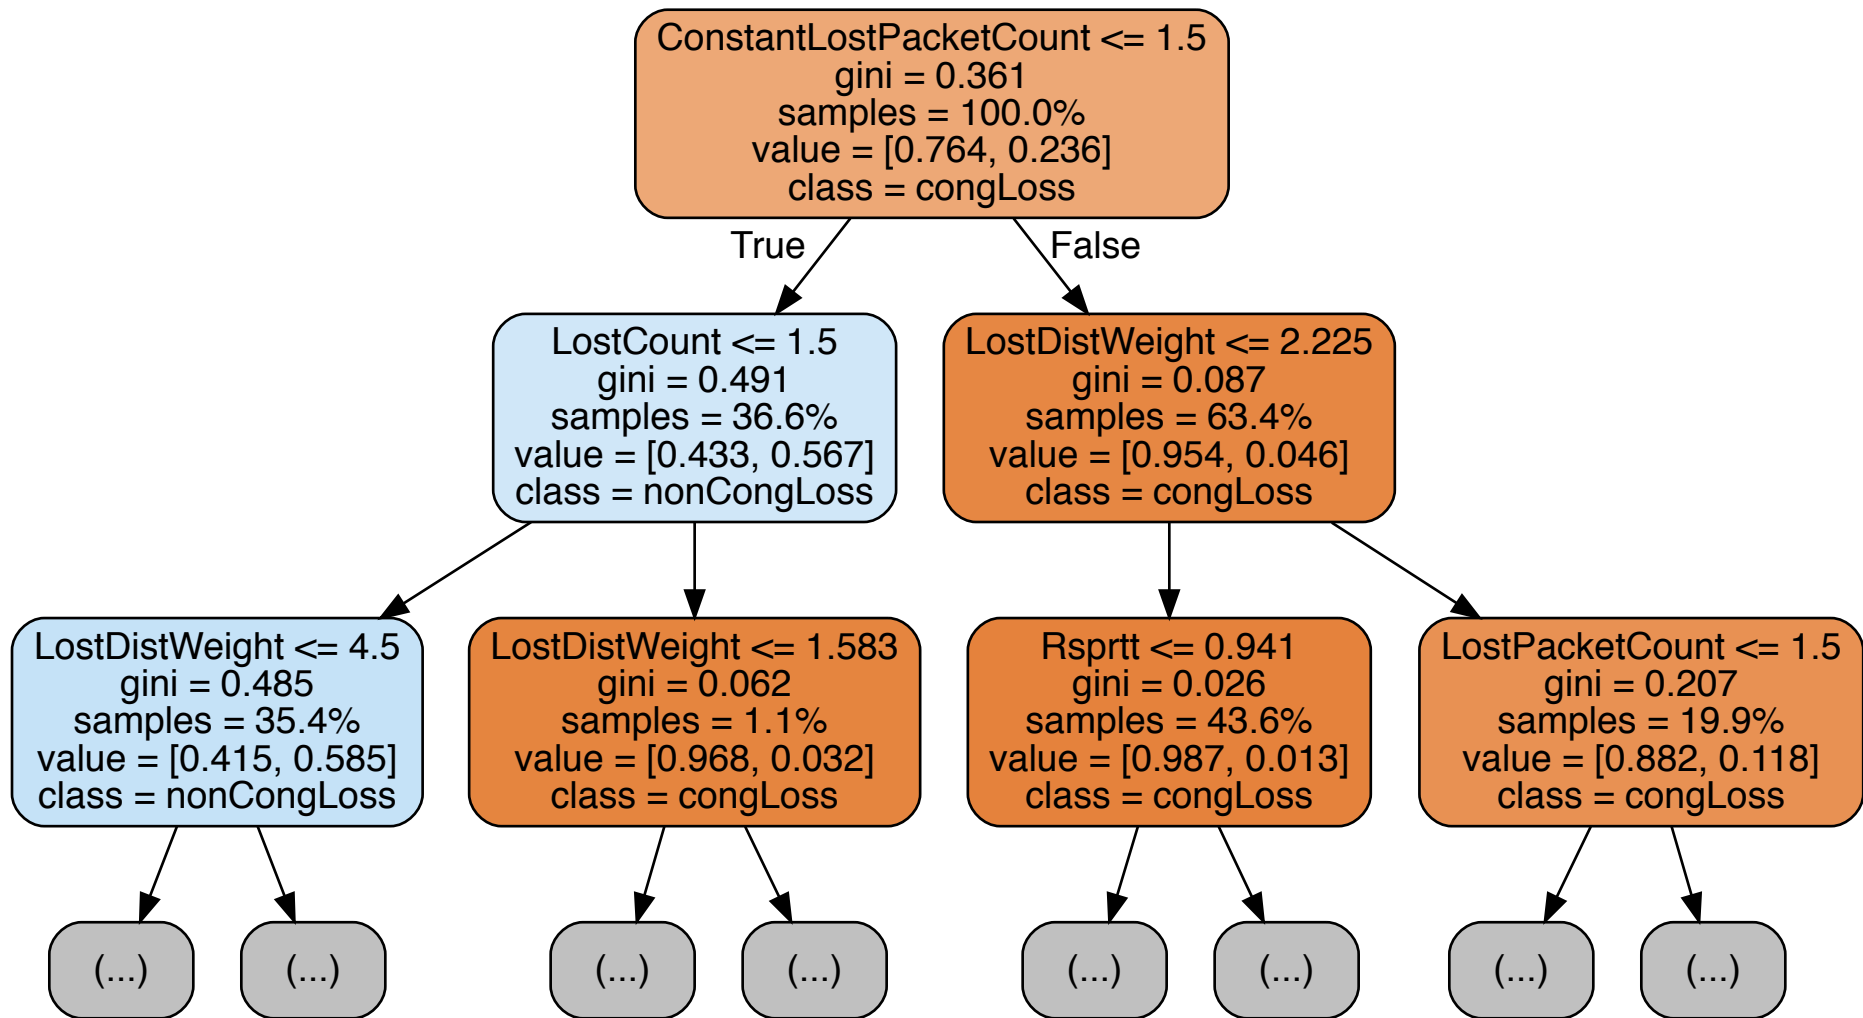 ConstantLostPacketCount <= 1.5
gini = 0.361
samples = 100.0%
value = [0.764, 0.236]
class = congLoss
True
False
LostCount <= 1.5
gini = 0.491
samples = 36.6%
value = [0.433, 0.567]
class = nonCongLoss
LostDistWeight <= 2.225
gini = 0.087
samples = 63.4%
value = [0.954, 0.046]
class = congLoss
LostDistWeight <= 4.5
gini = 0.485
samples = 35.4%
value = [0.415, 0.585]
class = nonCongLoss
LostDistWeight <= 1.583
gini = 0.062
samples = 1.1%
value = [0.968, 0.032]
class = congLoss
Rsprtt <= 0.941
gini = 0.026
samples = 43.6%
value = [0.987, 0.013]
class = congLoss
LostPacketCount <= 1.5
gini = 0.207
samples = 19.9%
value = [0.882, 0.118]
class = congLoss
(...)
(...)
(...)
(...)
(...)
(...)
(...)
(...)